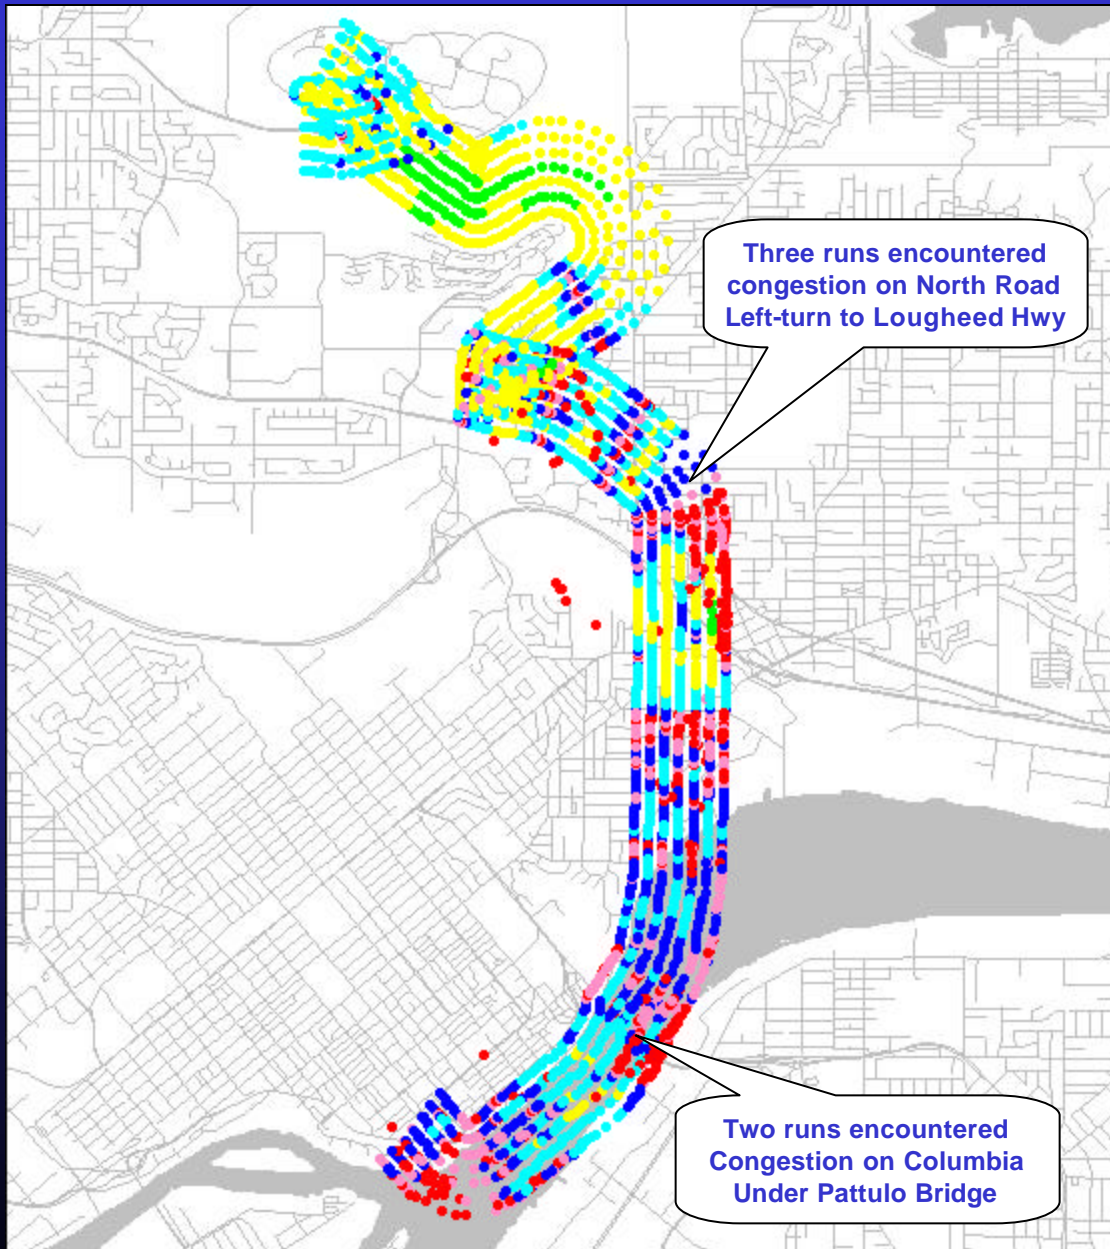 Three runs encountered
congestion on North Road
Left-turn to Lougheed Hwy
Two runs encountered
Congestion on Columbia
Under Pattulo Bridge